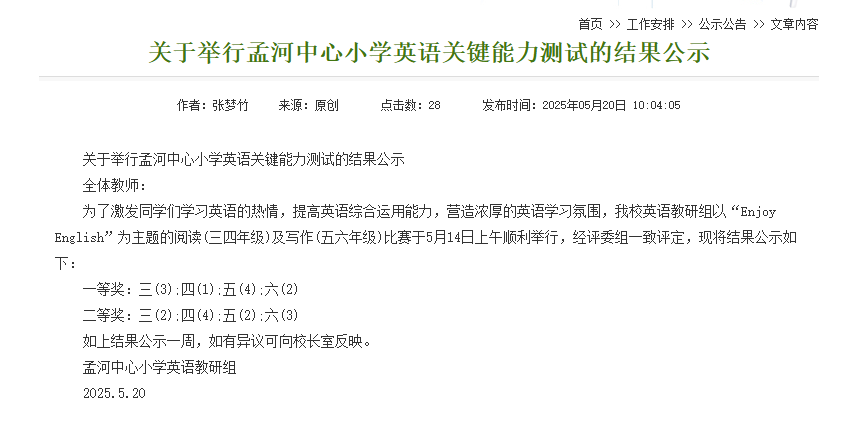 首页 >> 工作安排 >> 公示公告 >> 文章内容
关于举行孟河中心小学英语关键能力测试的结果公示
作者：张梦竹 来源：原创 点击数：28 发布时间：2025年05月20日 10:04:05
关于举行孟河中心小学英语关键能力测试的结果公示
全体教师：
为了激发同学们学习英语的热情，提高英语综合运用能力，营造浓厚的英语学习氛围，我校英语教研组以“Enjoy
English”为主题的阅读(三四年级)及写作(五六年级)比赛于5月14日上午顺利举行，经评委组一致评定，现将结果公示如
下：
一等奖：三(3);四(1);五(4);六(2)
二等奖：三(2);四(4);五(2);六(3)
如上结果公示一周，如有异议可向校长室反映。
孟河中心小学英语教研组
2025.5.20